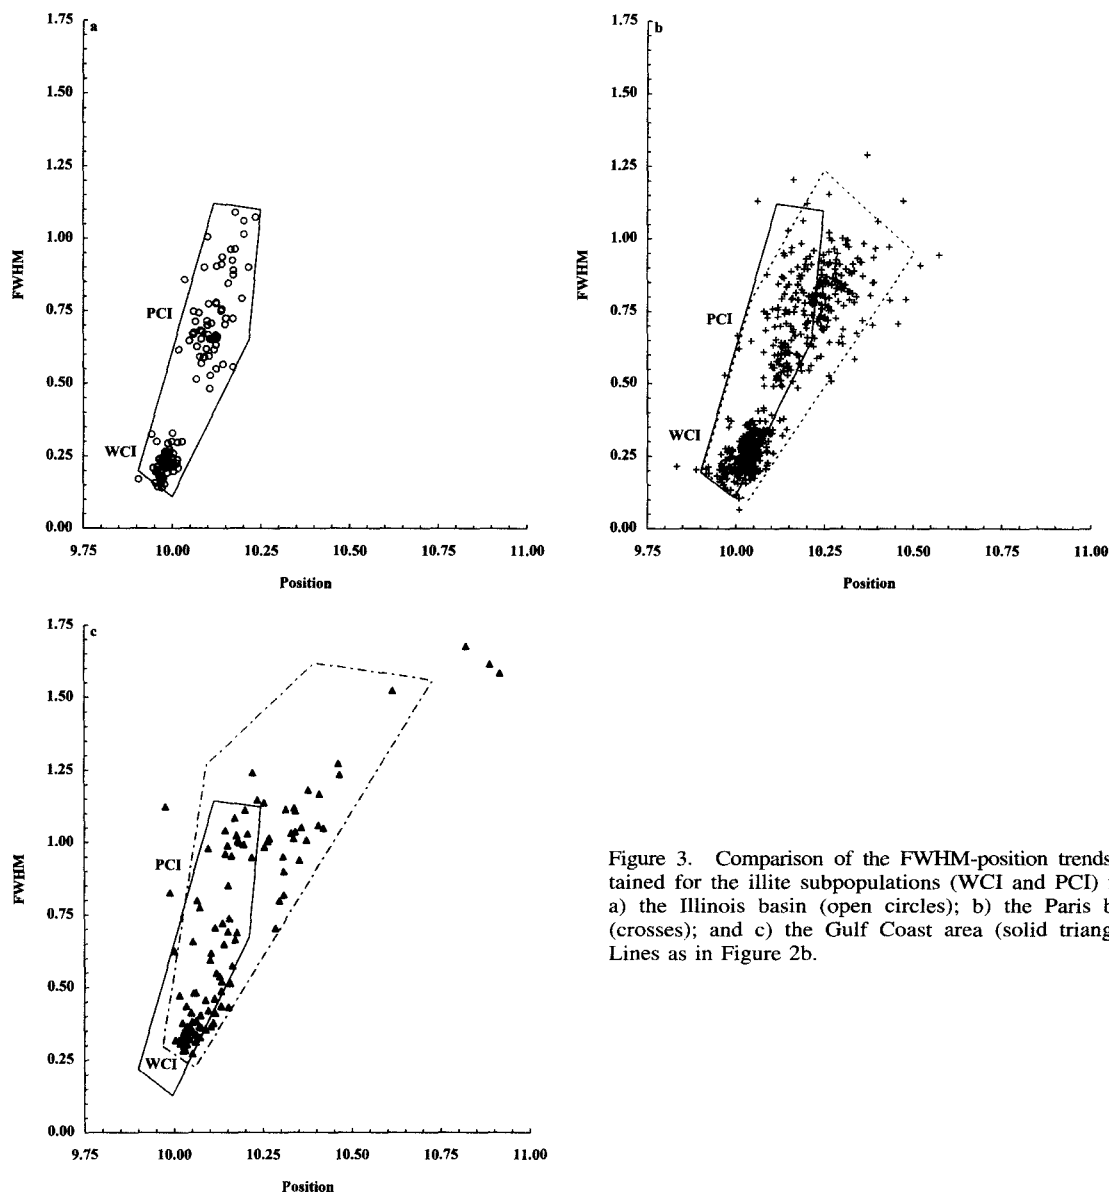 a
1.75
1.50
1.25
1.00
0.75
0.50
0.25
0.00
FWHM
PCI
WCI
9.75 10.00 10.25 10.50 10.75 11.00
Position
b
1.75
1.50
1.25
1.00
0.75
0.50
0.25
0.00
FWHM
PCI
WCI
9.75 10.00 10.25 10.50 10.75 11.00
Position
c
1.75
1.50
1.25
1.00
0.75
0.50
0.25
0.00
FWHM
PCI
WCI
9.75 10.00 10.25 10.50 10.75 11.00
Position
Figure 3. Comparison of the FWHM-position trends
tained for the illite subpopulations (WCI and PCI)
a) the Illinois basin (open circles); b) the Paris
(crosses); and c) the Gulf Coast area (solid triang
Lines as in Figure 2b.